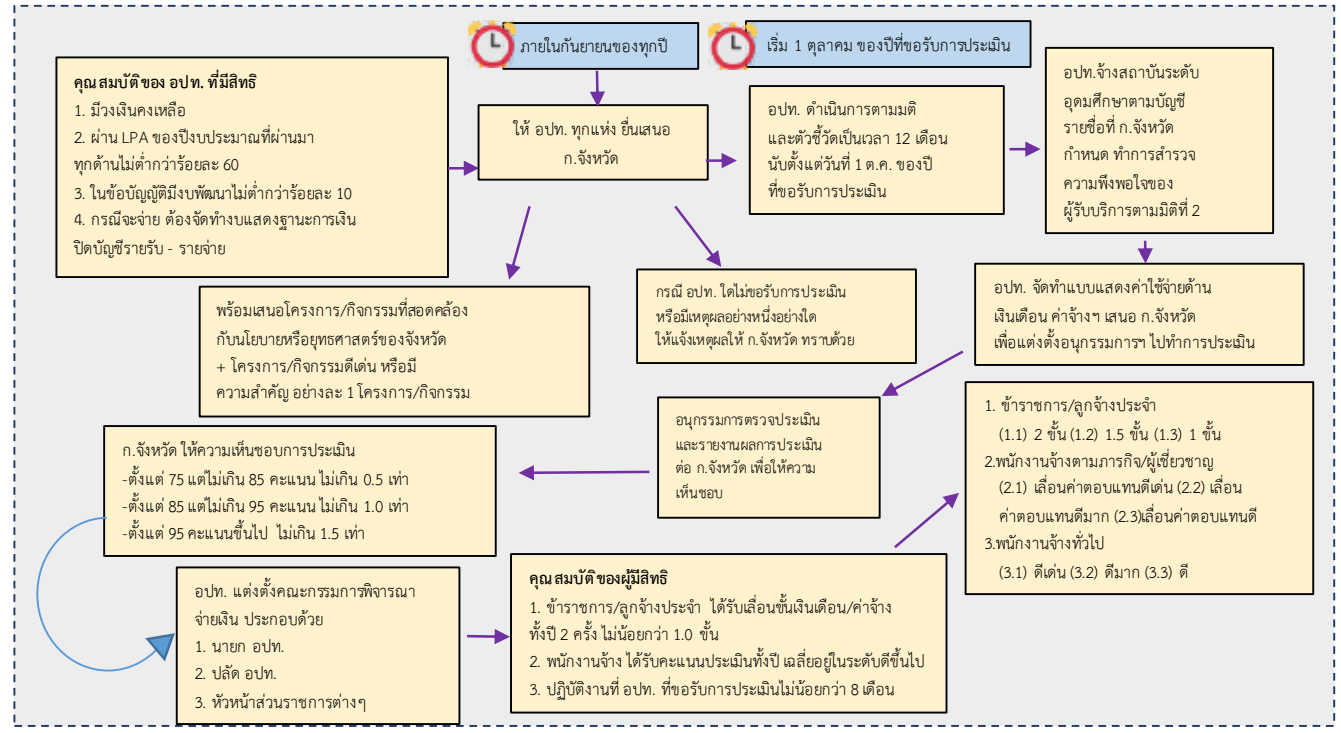 ภายในกันยายนของทุกปี
เริ่ม 1 ตุลาคม ของปีที่ขอรับการประเมิน
คุณสมบัติของ อปท. ที่มีสิทธิ
1. มีวงเงินคงเหลือ
2. ผ่าน LPA ของปีงบประมาณที่ผ่านมา
ทุกด้านไม่ต่ำกว่าร้อยละ 60
3. ในข้อบัญญัติมีงบพัฒนาไม่ต่ำกว่าร้อยละ 10
4. กรณีจะจ่าย ต้องจัดทำงบแสดงฐานะการเงิน
ปิดบัญชีรายรับ - รายจ่าย
ให้ อปท. ทุกแห่ง ยื่นเสนอ
ก.จังหวัด
อปท. ดำเนินการตามมติ
และตัวชี้วัดเป็นเวลา 12 เดือน
นับตั้งแต่วันที่ 1 ต.ค. ของปี
ที่ขอรับการประเมิน
อปท.จ้างสถาบันระดับ
อุดมศึกษาตามบัญชี
รายชื่อที่ ก.จังหวัด
กำหนด ทำการสำรวจ
ความพึงพอใจของ
ผู้รับบริการตามมิติที่ 2
พร้อมเสนอโครงการ/กิจกรรมที่สอดคล้อง
กับนโยบายหรือยุทธศาสตร์ของจังหวัด
+ โครงการ/กิจกรรมดีเด่น หรือมี
ความสำคัญ อย่างละ 1 โครงการ/กิจกรรม
กรณี อปท. ใดไม่ขอรับการประเมิน
หรือมีเหตุผลอย่างหนึ่งอย่างใด
ให้แจ้งเหตุผลให้ ก.จังหวัด ทราบด้วย
อปท. จัดทำแบบแสดงค่าใช้จ่ายด้าน
เงินเดือน ค่าจ้างฯ เสนอ ก.จังหวัด
เพื่อแต่งตั้งอนุกรรมการฯ ไปทำการประเมิน
อนุกรรมการตรวจประเมิน
และรายงานผลการประเมิน
ต่อ ก.จังหวัด เพื่อให้ความ
เห็นชอบ
ก.จังหวัด ให้ความเห็นชอบการประเมิน
-ตั้งแต่ 75 แต่ไม่เกิน 85 คะแนน ไม่เกิน 0.5 เท่า
-ตั้งแต่ 85 แต่ไม่เกิน 95 คะแนน ไม่เกิน 1.0 เท่า
-ตั้งแต่ 95 คะแนนขึ้นไป ไม่เกิน 1.5 เท่า
อปท. แต่งตั้งคณะกรรมการพิจารณา
จ่ายเงิน ประกอบด้วย
1. นายก อปท.
2. ปลัด อปท.
3. หัวหน้าส่วนราชการต่างๆ
คุณสมบัติของผู้มีสิทธิ
1. ข้าราชการ/ลูกจ้างประจำ ได้รับเลื่อนขั้นเงินเดือน/ค่าจ้าง
ทั้งปี 2 ครั้ง ไม่น้อยกว่า 1.0 ขั้น
2. พนักงานจ้าง ได้รับคะแนนประเมินทั้งปี เฉลี่ยอยู่ในระดับดีขึ้นไป
3. ปฏิบัติงานที่ อปท. ที่ขอรับการประเมินไม่น้อยกว่า 8 เดือน
1. ข้าราชการ/ลูกจ้างประจำ
(1.1) 2 ขั้น (1.2) 1.5 ขั้น (1.3) 1 ขั้น
2.พนักงานจ้างตามภารกิจ/ผู้เชี่ยวชาญ
(2.1) เลื่อนค่าตอบแทนดีเด่น (2.2) เลื่อน
ค่าตอบแทนดีมาก (2.3)เลื่อนค่าตอบแทนดี
3.พนักงานจ้างทั่วไป
(3.1) ดีเด่น (3.2) ดีมาก (3.3) ดี